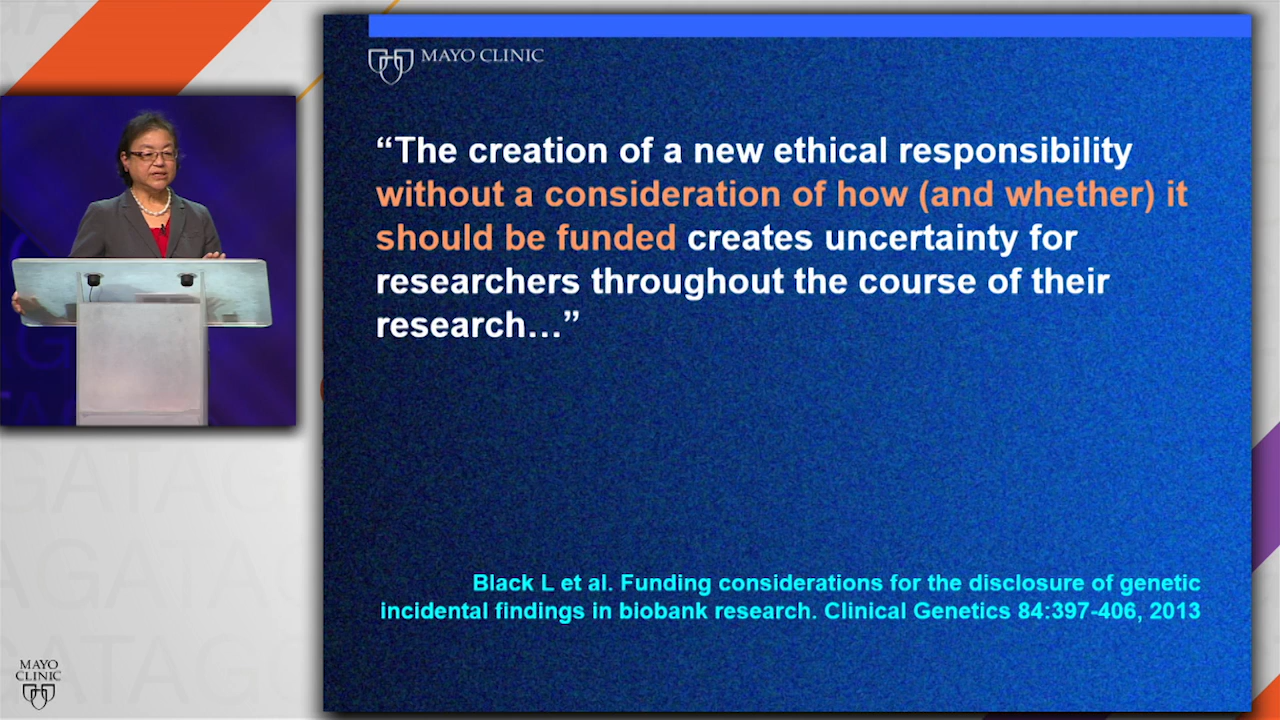 MAYO CLINIC
“The creation of a new ethical responsibility
without a consideration of how (and whether) it
should be funded creates uncertainty for
researchers throughout the course of their
research…”
Black L et al. Funding considerations for the disclosure of genetic
incidental findings in biobank research. Clinical Genetics 84:397-406, 2013
MAYO
CLINIC